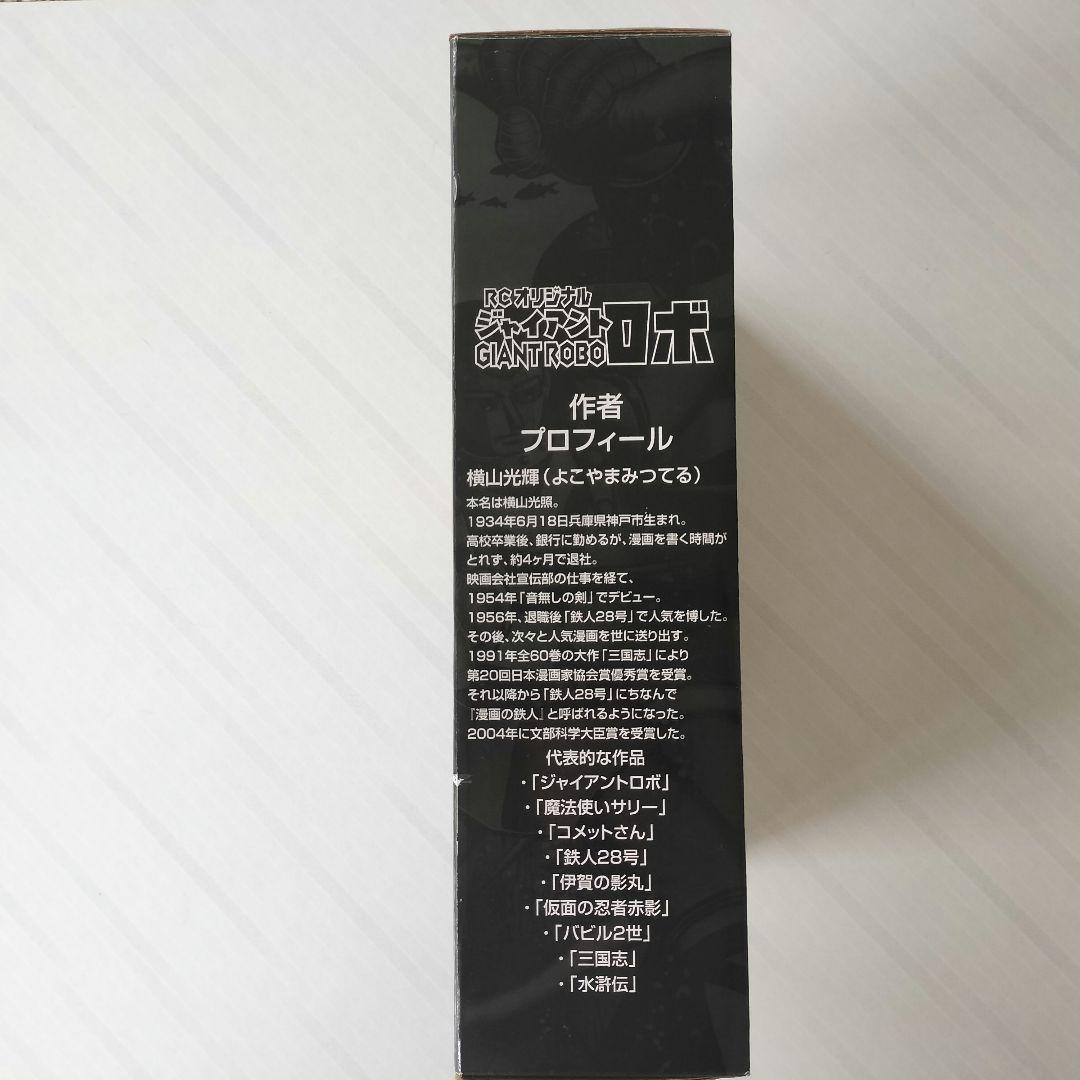 RCオリジナル
ジャイアントロボ
GIANT ROBO
作者
プロフィール
横山光輝（よこやまみつてる）
本名は横山光照。
1934年6月18日兵庫県神戸市生まれ。
高校卒業後、銀行に勤めるが、漫画を書く時間が
とれず、約4ヶ月で退社。
映画会社宣伝部の仕事を経て、
1954年「音無しの剣」でデビュー。
1956年、退職後「鉄人28号」で人気を博した。
その後、次々と人気漫画を世に送り出す。
1991年全60巻の大作「三国志」により
第20回日本漫画家協会賞優秀賞を受賞。
それ以降から「鉄人28号」にちなんで
『漫画の鉄人』と呼ばれるようになった。
2004年に文部科学大臣賞を受賞した。
代表的な作品
・「ジャイアントロボ」
・「魔法使いサリー」
・「コメットさん」
・「鉄人28号」
・「伊賀の影丸」
・「仮面の忍者赤影」
・「バビル2世」
・「三国志」
・「水滸伝」